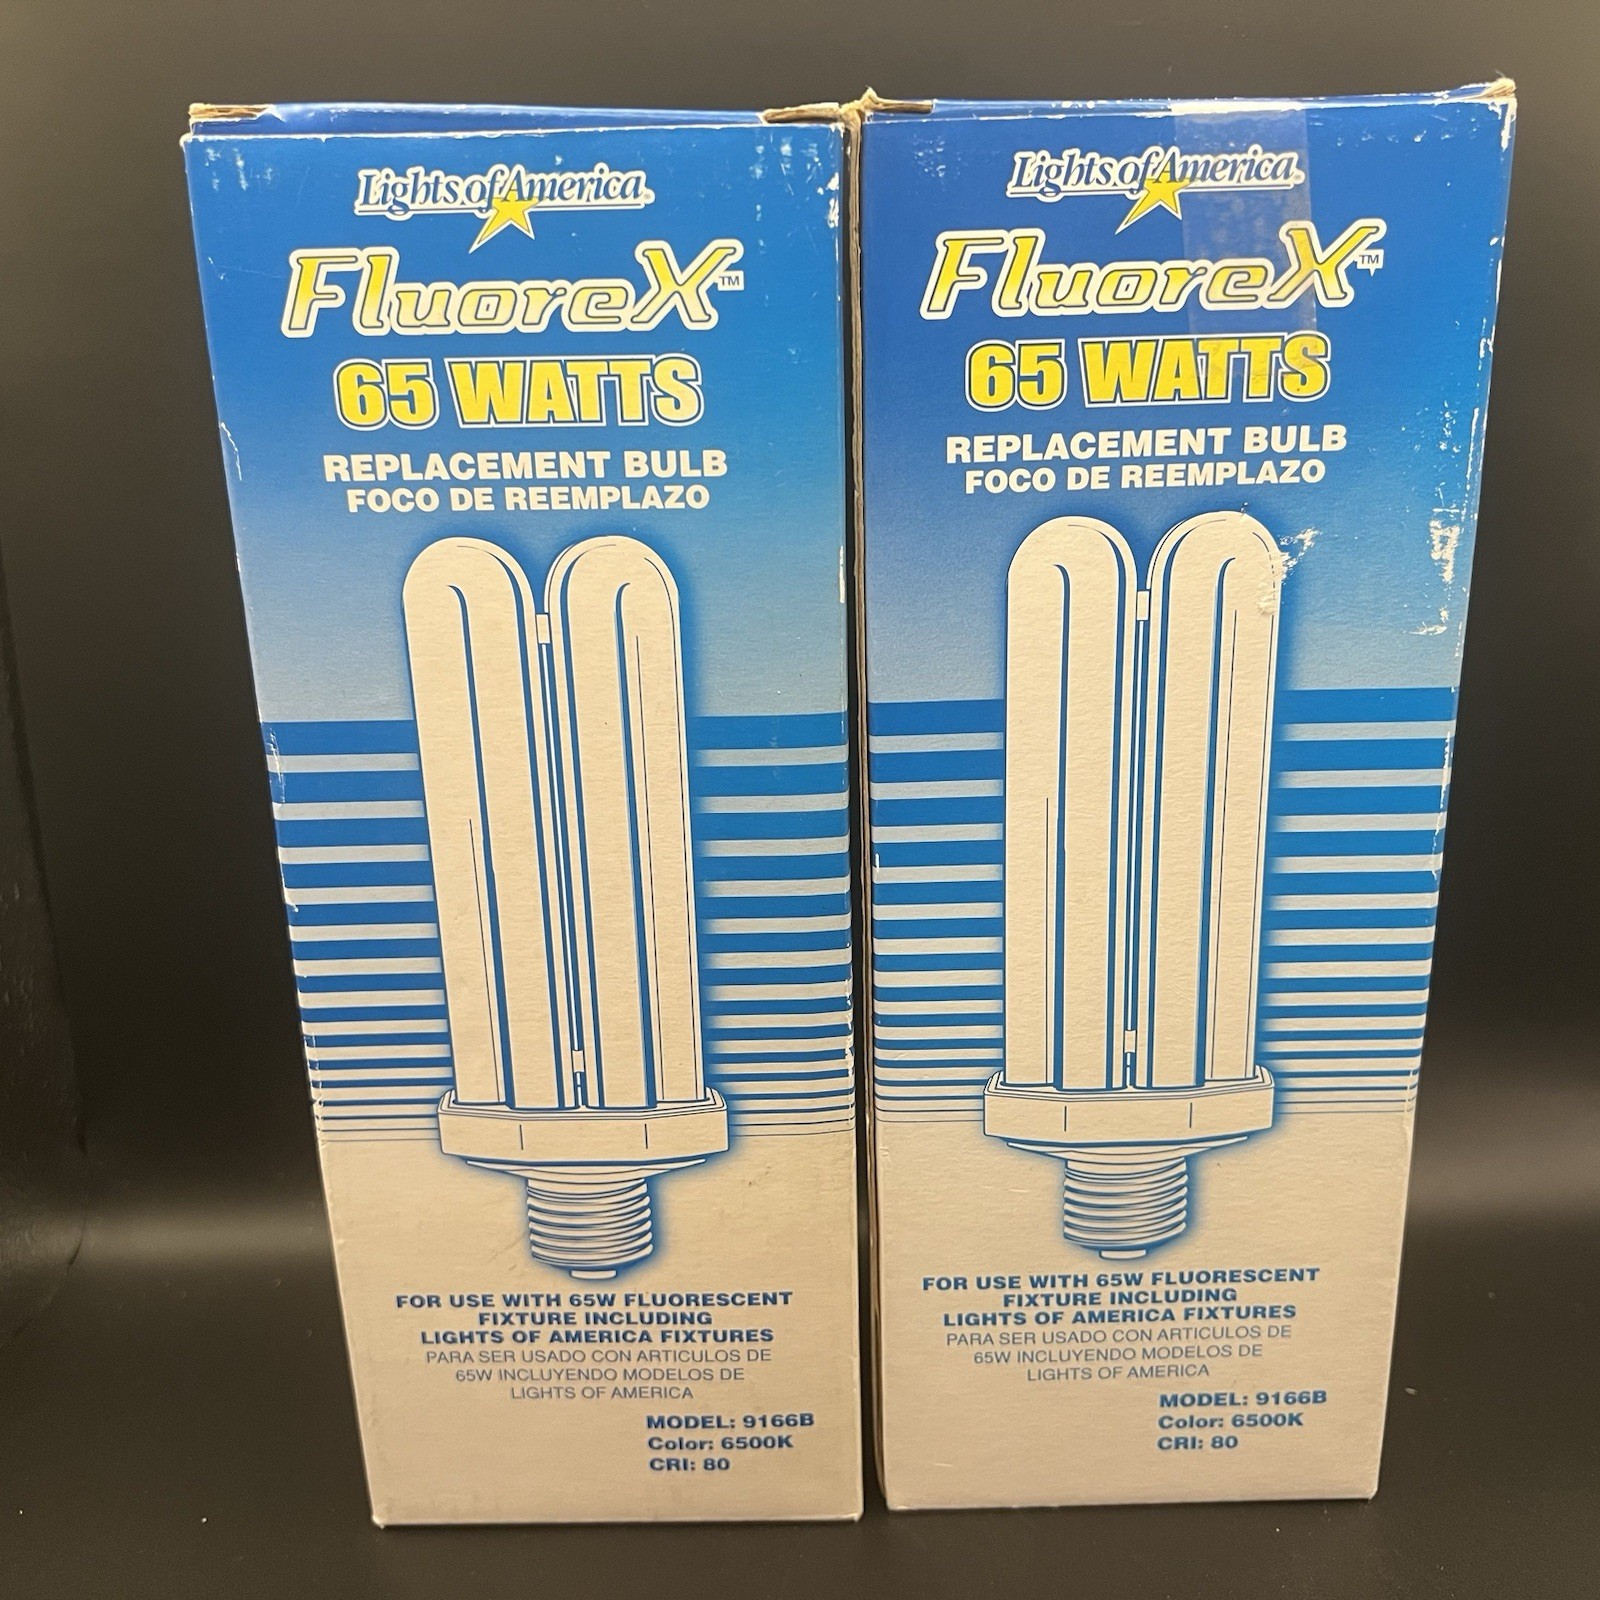 Lights of America®
FluoreX™
65 WATTS
REPLACEMENT BULB
FOCO DE REEMPLAZO
FOR USE WITH 65W FLUORESCENT
FIXTURE INCLUDING
LIGHTS OF AMERICA FIXTURES
PARA SER USADO CON ARTICULOS DE
65W INCLUYENDO MODELOS DE
LIGHTS OF AMERICA
MODEL: 9166B
Color: 6500K
CRI: 80
Lights of America®
FluoreX™
65 WATTS
REPLACEMENT BULB
FOCO DE REEMPLAZO
FOR USE WITH 65W FLUORESCENT
FIXTURE INCLUDING
LIGHTS OF AMERICA FIXTURES
PARA SER USADO CON ARTICULOS DE
65W INCLUYENDO MODELOS DE
LIGHTS OF AMERICA
MODEL: 9166B
Color: 6500K
CRI: 80